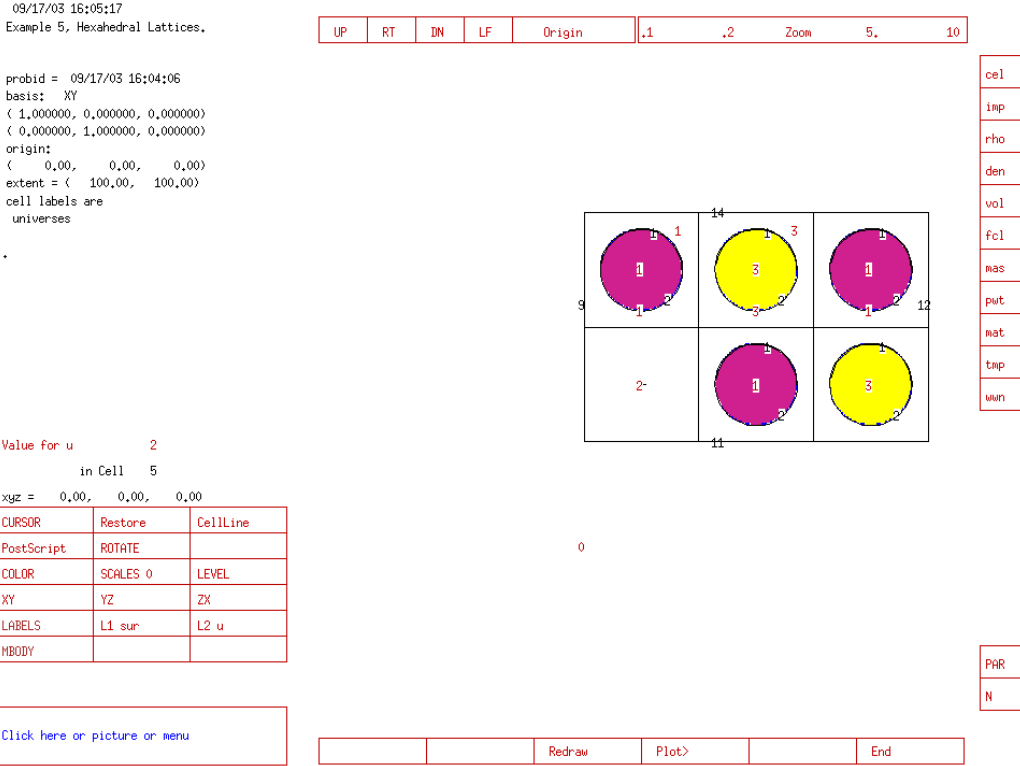 09/17/03 16:05:17
Example 5, Hexahedral Lattices.
UP RT DN LF Origin .1 .2 Zoom 5. 10
probid = 09/17/03 16:04:06
basis: XY
( 1.000000, 0.000000, 0.000000)
( 0.000000, 1.000000, 0.000000)
origin:
( 0.00, 0.00, 0.00)
extent = ( 100.00, 100.00)
cell labels are
universes
.
cel
imp
rho
den
vol
fcl
mas
pwt
mat
tmp
wwn
14
1 1 1 3 1
1 3 1
2 2 2
9 1 3 1 12
1 1
2- 1 3
2 2
11
0
Value for u 2
in Cell 5
xyz = 0.00, 0.00, 0.00
CURSOR Restore CellLine
PostScript ROTATE
COLOR SCALES 0 LEVEL
XY YZ ZX
LABELS L1 sur L2 u
MBODY
PAR
N
Click here or picture or menu
Redraw Plot> End